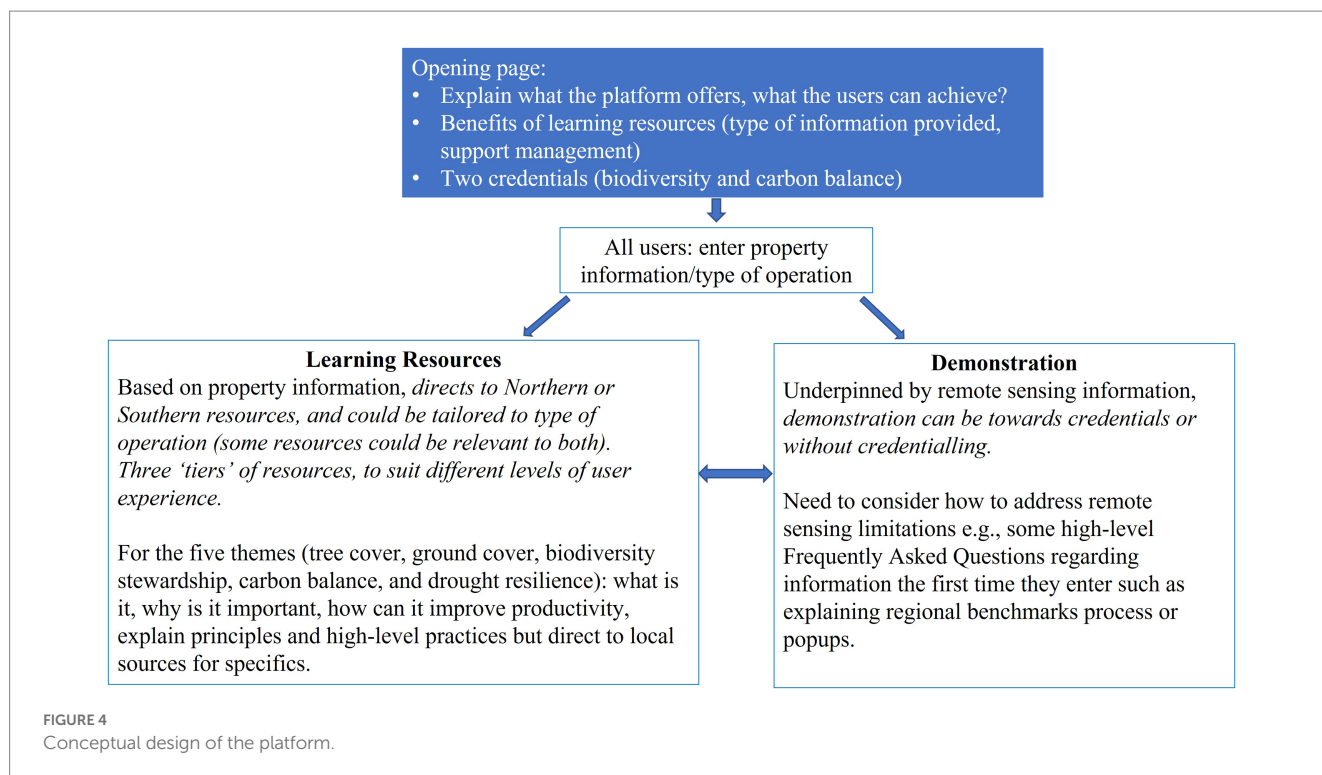 Opening page:
• Explain what the platform offers, what the users can achieve?
• Benefits of learning resources (type of information provided,
support management)
• Two credentials (biodiversity and carbon balance)
All users: enter property
information/type of operation
Learning Resources
Based on property information, directs to Northern or
Southern resources, and could be tailored to type of
operation (some resources could be relevant to both).
Three ‘tiers’ of resources, to suit different levels of user
experience.
For the five themes (tree cover, ground cover, biodiversity
stewardship, carbon balance, and drought resilience): what is
it, why is it important, how can it improve productivity,
explain principles and high-level practices but direct to local
sources for specifics.
Demonstration
Underpinned by remote sensing information,
demonstration can be towards credentials or
without credentialling.
Need to consider how to address remote
sensing limitations e.g., some high-level
Frequently Asked Questions regarding
information the first time they enter such as
explaining regional benchmarks process or
popups.
FIGURE 4
Conceptual design of the platform.